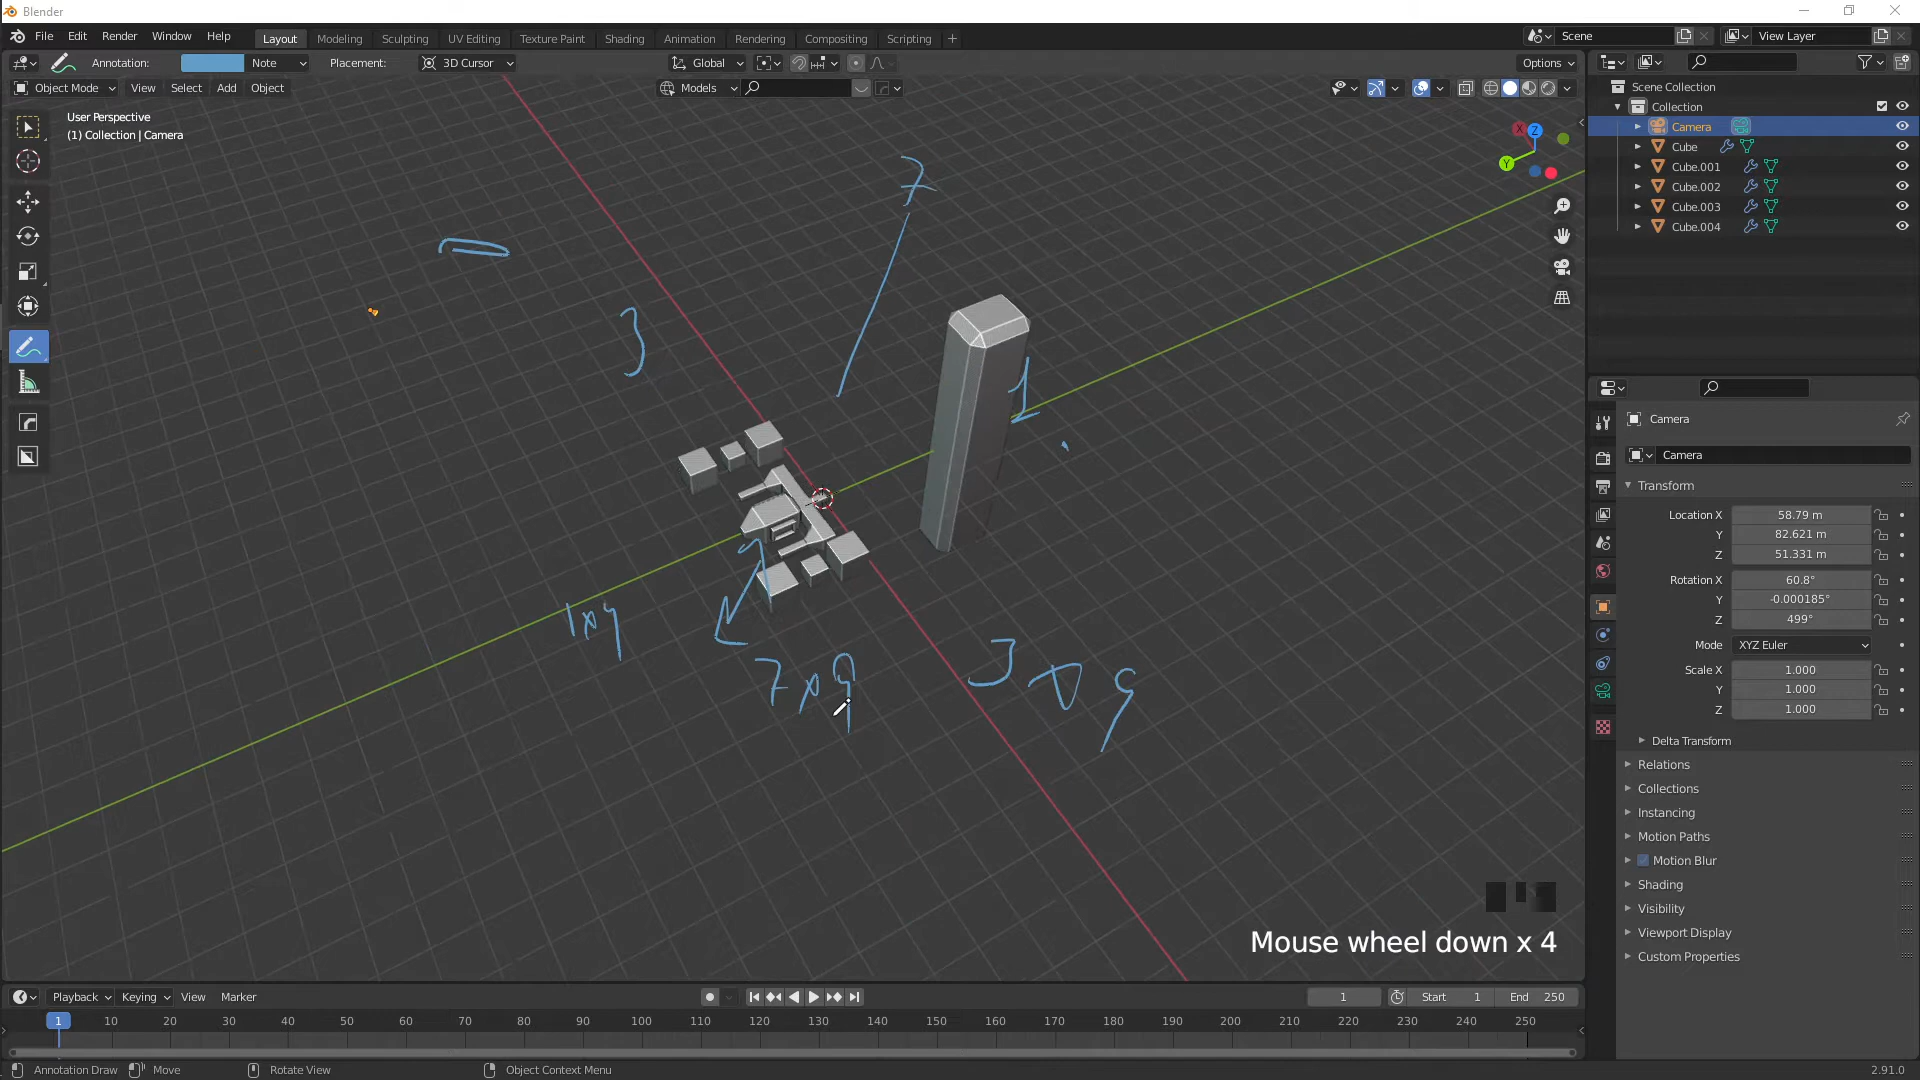 Blender
File Edit Render Window Help
Layout Modeling Sculpting UV Editing Texture Paint Shading Animation Rendering Compositing Scripting +
Scene View Layer
Annotation: Note Placement: 3D Cursor Global Options
Object Mode View Select Add Object Models
User Perspective
(1) Collection | Camera
X Z Y
Scene Collection
Collection
Camera
Cube
Cube.001
Cube.002
Cube.003
Cube.004
7
3
1
7 x 9
Camera
Camera
Transform
Location X 58.79 m
Y 82.621 m
Z 51.331 m
Rotation X 60.8°
Y -0.000185°
Z 499°
Mode XYZ Euler
Scale X 1.000
Y 1.000
Z 1.000
Delta Transform
Relations
Collections
Instancing
Motion Paths
Motion Blur
Shading
Visibility
Viewport Display
Custom Properties
Mouse wheel down x 4
Playback Keying View Marker
1 Start 1 End 250
1 10 20 30 40 50 60 70 80 90 100 110 120 130 140 150 160 170 180 190 200 210 220 230 240 250
Annotation Draw Move Rotate View Object Context Menu 2.91.0